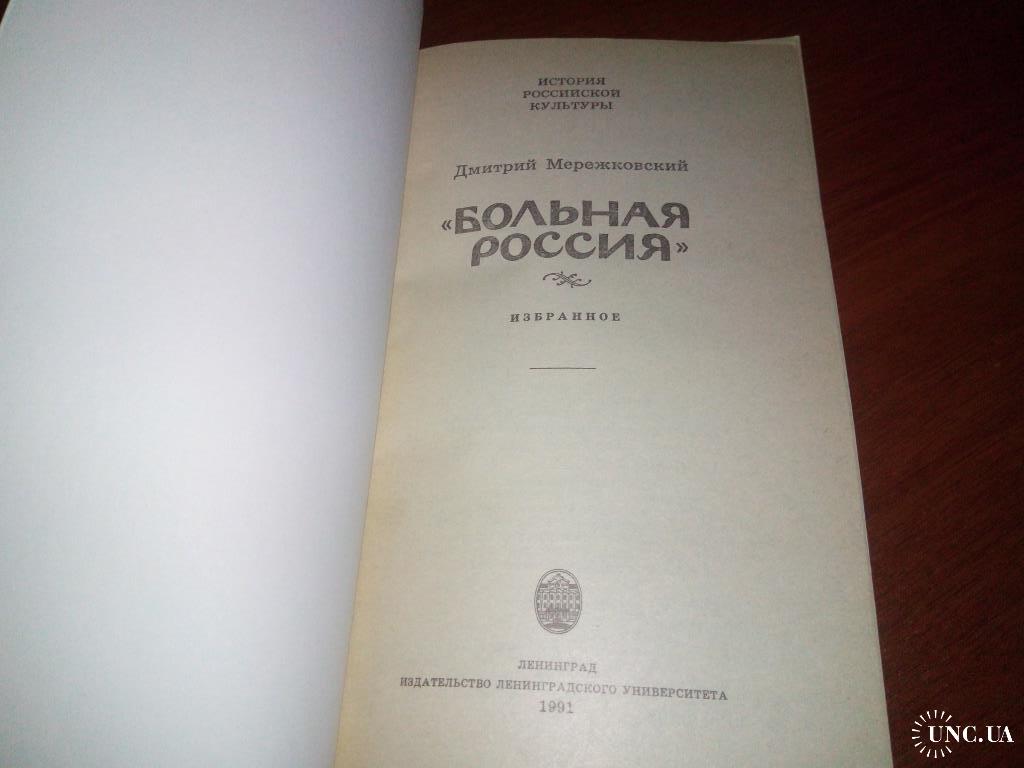 ИСТОРИЯ
РОССИЙСКОЙ
КУЛЬТУРЫ
Дмитрий Мережковский
«БОЛЬНАЯ
РОССИЯ»
ИЗБРАННОЕ
ЛЕНИНГРАД
ИЗДАТЕЛЬСТВО ЛЕНИНГРАДСКОГО УНИВЕРСИТЕТА
1991
UNC.UA